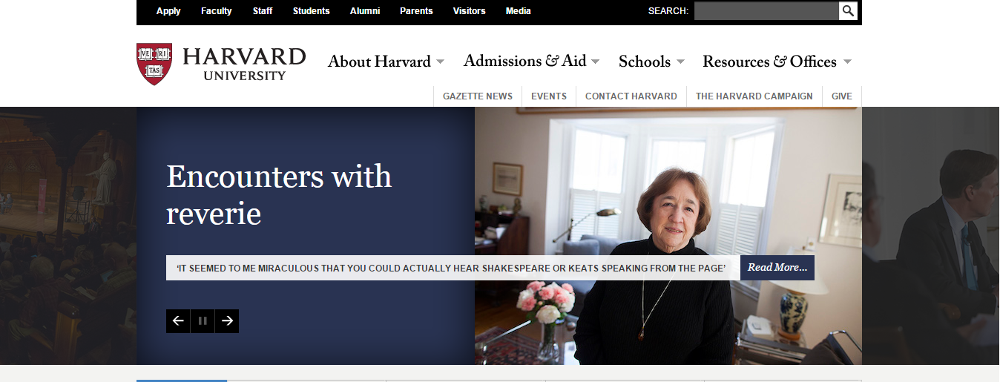 Apply Faculty Staff Students Alumni Parents Visitors Media SEARCH:
VE RI
TAS
HARVARD
UNIVERSITY
About Harvard Admissions & Aid Schools Resources & Offices
GAZETTE NEWS EVENTS CONTACT HARVARD THE HARVARD CAMPAIGN GIVE
Encounters with
reverie
‘IT SEEMED TO ME MIRACULOUS THAT YOU COULD ACTUALLY HEAR SHAKESPEARE OR KEATS SPEAKING FROM THE PAGE’ Read More...